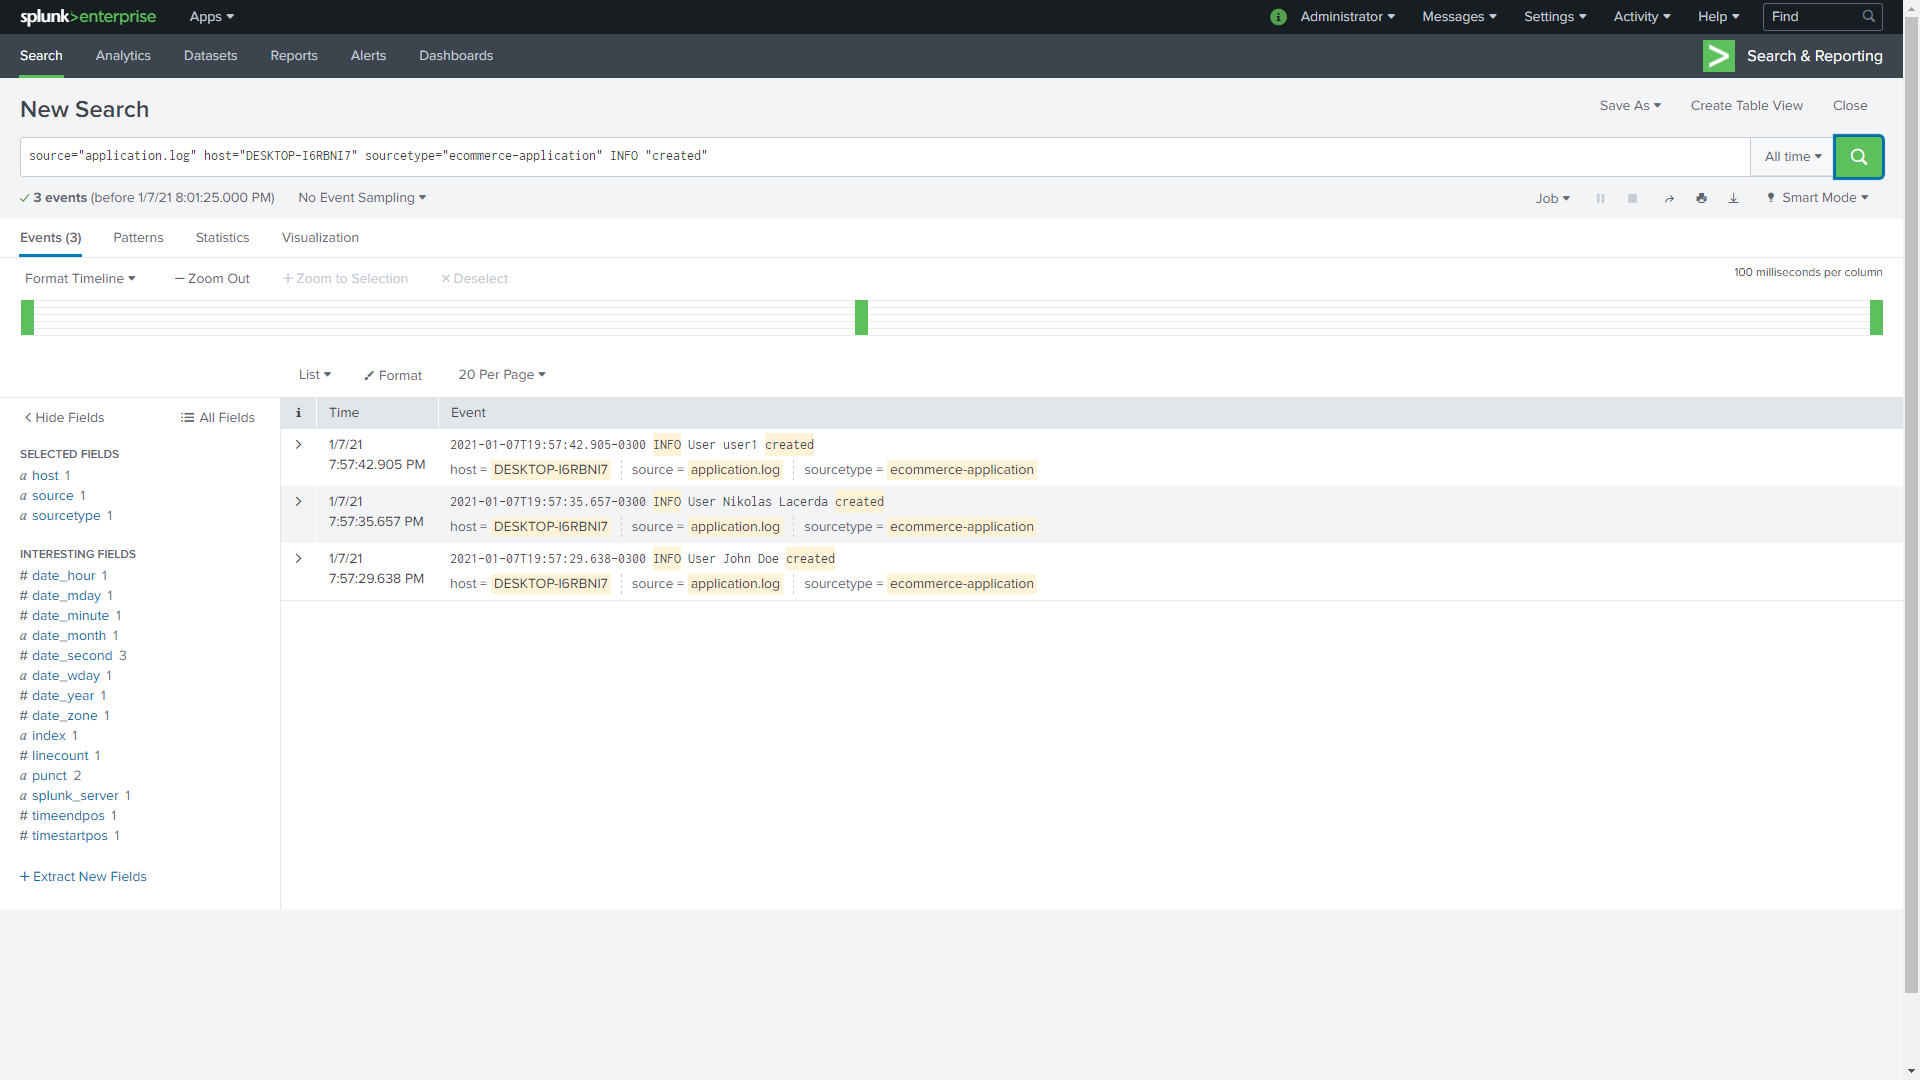 splunk>enterprise Apps Administrator Messages Settings Activity Help Find
Search Analytics Datasets Reports Alerts Dashboards Search & Reporting
New Search Save As Create Table View Close
source="application.log" host="DESKTOP-I6RBNI7" sourcetype="ecommerce-application" INFO "created" All time
3 events (before 1/7/21 8:01:25.000 PM) No Event Sampling Job Smart Mode
Events (3) Patterns Statistics Visualization
Format Timeline — Zoom Out + Zoom to Selection × Deselect 100 milliseconds per column
List Format 20 Per Page
< Hide Fields All Fields
SELECTED FIELDS
a host 1
a source 1
a sourcetype 1
INTERESTING FIELDS
# date_hour 1
# date_mday 1
# date_minute 1
a date_month 1
# date_second 3
a date_wday 1
# date_year 1
# date_zone 1
a index 1
# linecount 1
a punct 2
a splunk_server 1
# timeendpos 1
# timestartpos 1
+ Extract New Fields
i Time Event
> 1/7/21 2021-01-07T19:57:42.905-0300 INFO User user1 created
7:57:42.905 PM host = DESKTOP-I6RBNI7 source = application.log sourcetype = ecommerce-application
> 1/7/21 2021-01-07T19:57:35.657-0300 INFO User Nikolas Lacerda created
7:57:35.657 PM host = DESKTOP-I6RBNI7 source = application.log sourcetype = ecommerce-application
> 1/7/21 2021-01-07T19:57:29.638-0300 INFO User John Doe created
7:57:29.638 PM host = DESKTOP-I6RBNI7 source = application.log sourcetype = ecommerce-application